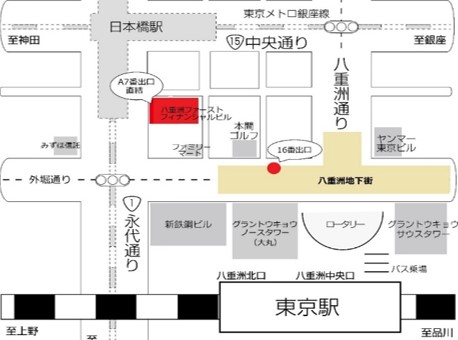 日本橋駅
東京メトロ銀座線
至神田
15 中央通り
至銀座
A7番出口
直結
八重洲ファースト
フィナンシャルビル
八重洲通り
みずほ信託
ファミリー
マート
本間
ゴルフ
16番出口
ヤンマー
東京ビル
外堀通り
八重洲地下街
1 永代通り
新鉄鋼ビル
グラントウキョウ
ノースタワー
(大丸)
ロータリー
グラントウキョウ
サウスタワー
バス乗場
八重洲北口
八重洲中央口
東京駅
至上野
至
至品川